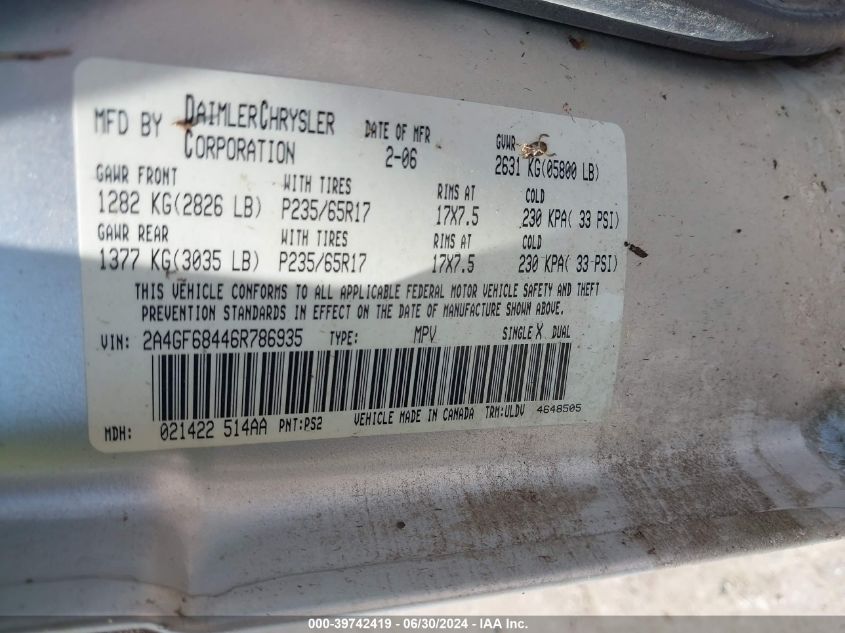 MFD BY DAIMLERCHRYSLER CORPORATION
DATE OF MFR 2-06
GVWR 2631 KG(05800 LB)
GAWR FRONT WITH TIRES RIMS AT COLD
1282 KG(2826 LB) P235/65R17 17X7.5 230 KPA( 33 PSI)
GAWR REAR WITH TIRES RIMS AT COLD
1377 KG(3035 LB) P235/65R17 17X7.5 230 KPA( 33 PSI)
THIS VEHICLE CONFORMS TO ALL APPLICABLE FEDERAL MOTOR VEHICLE SAFETY AND THEFT
PREVENTION STANDARDS IN EFFECT ON THE DATE OF MANUFACTURE SHOWN ABOVE.
VIN: 2A4GF68446R786935 TYPE: MPV SINGLE X DUAL
MDH: 021422 514AA PNT:PS2 VEHICLE MADE IN CANADA TRM:ULDV 4648505
000-39742419 - 06/30/2024 - IAA Inc.